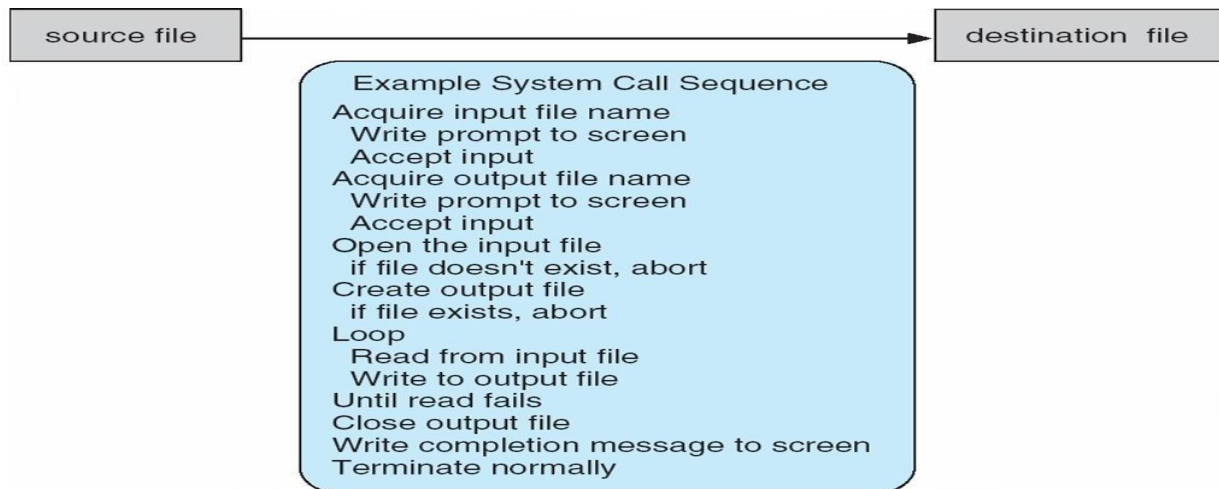 source file
destination file
Example System Call Sequence
Acquire input file name
Write prompt to screen
Accept input
Acquire output file name
Write prompt to screen
Accept input
Open the input file
if file doesn't exist, abort
Create output file
if file exists, abort
Loop
Read from input file
Write to output file
Until read fails
Close output file
Write completion message to screen
Terminate normally